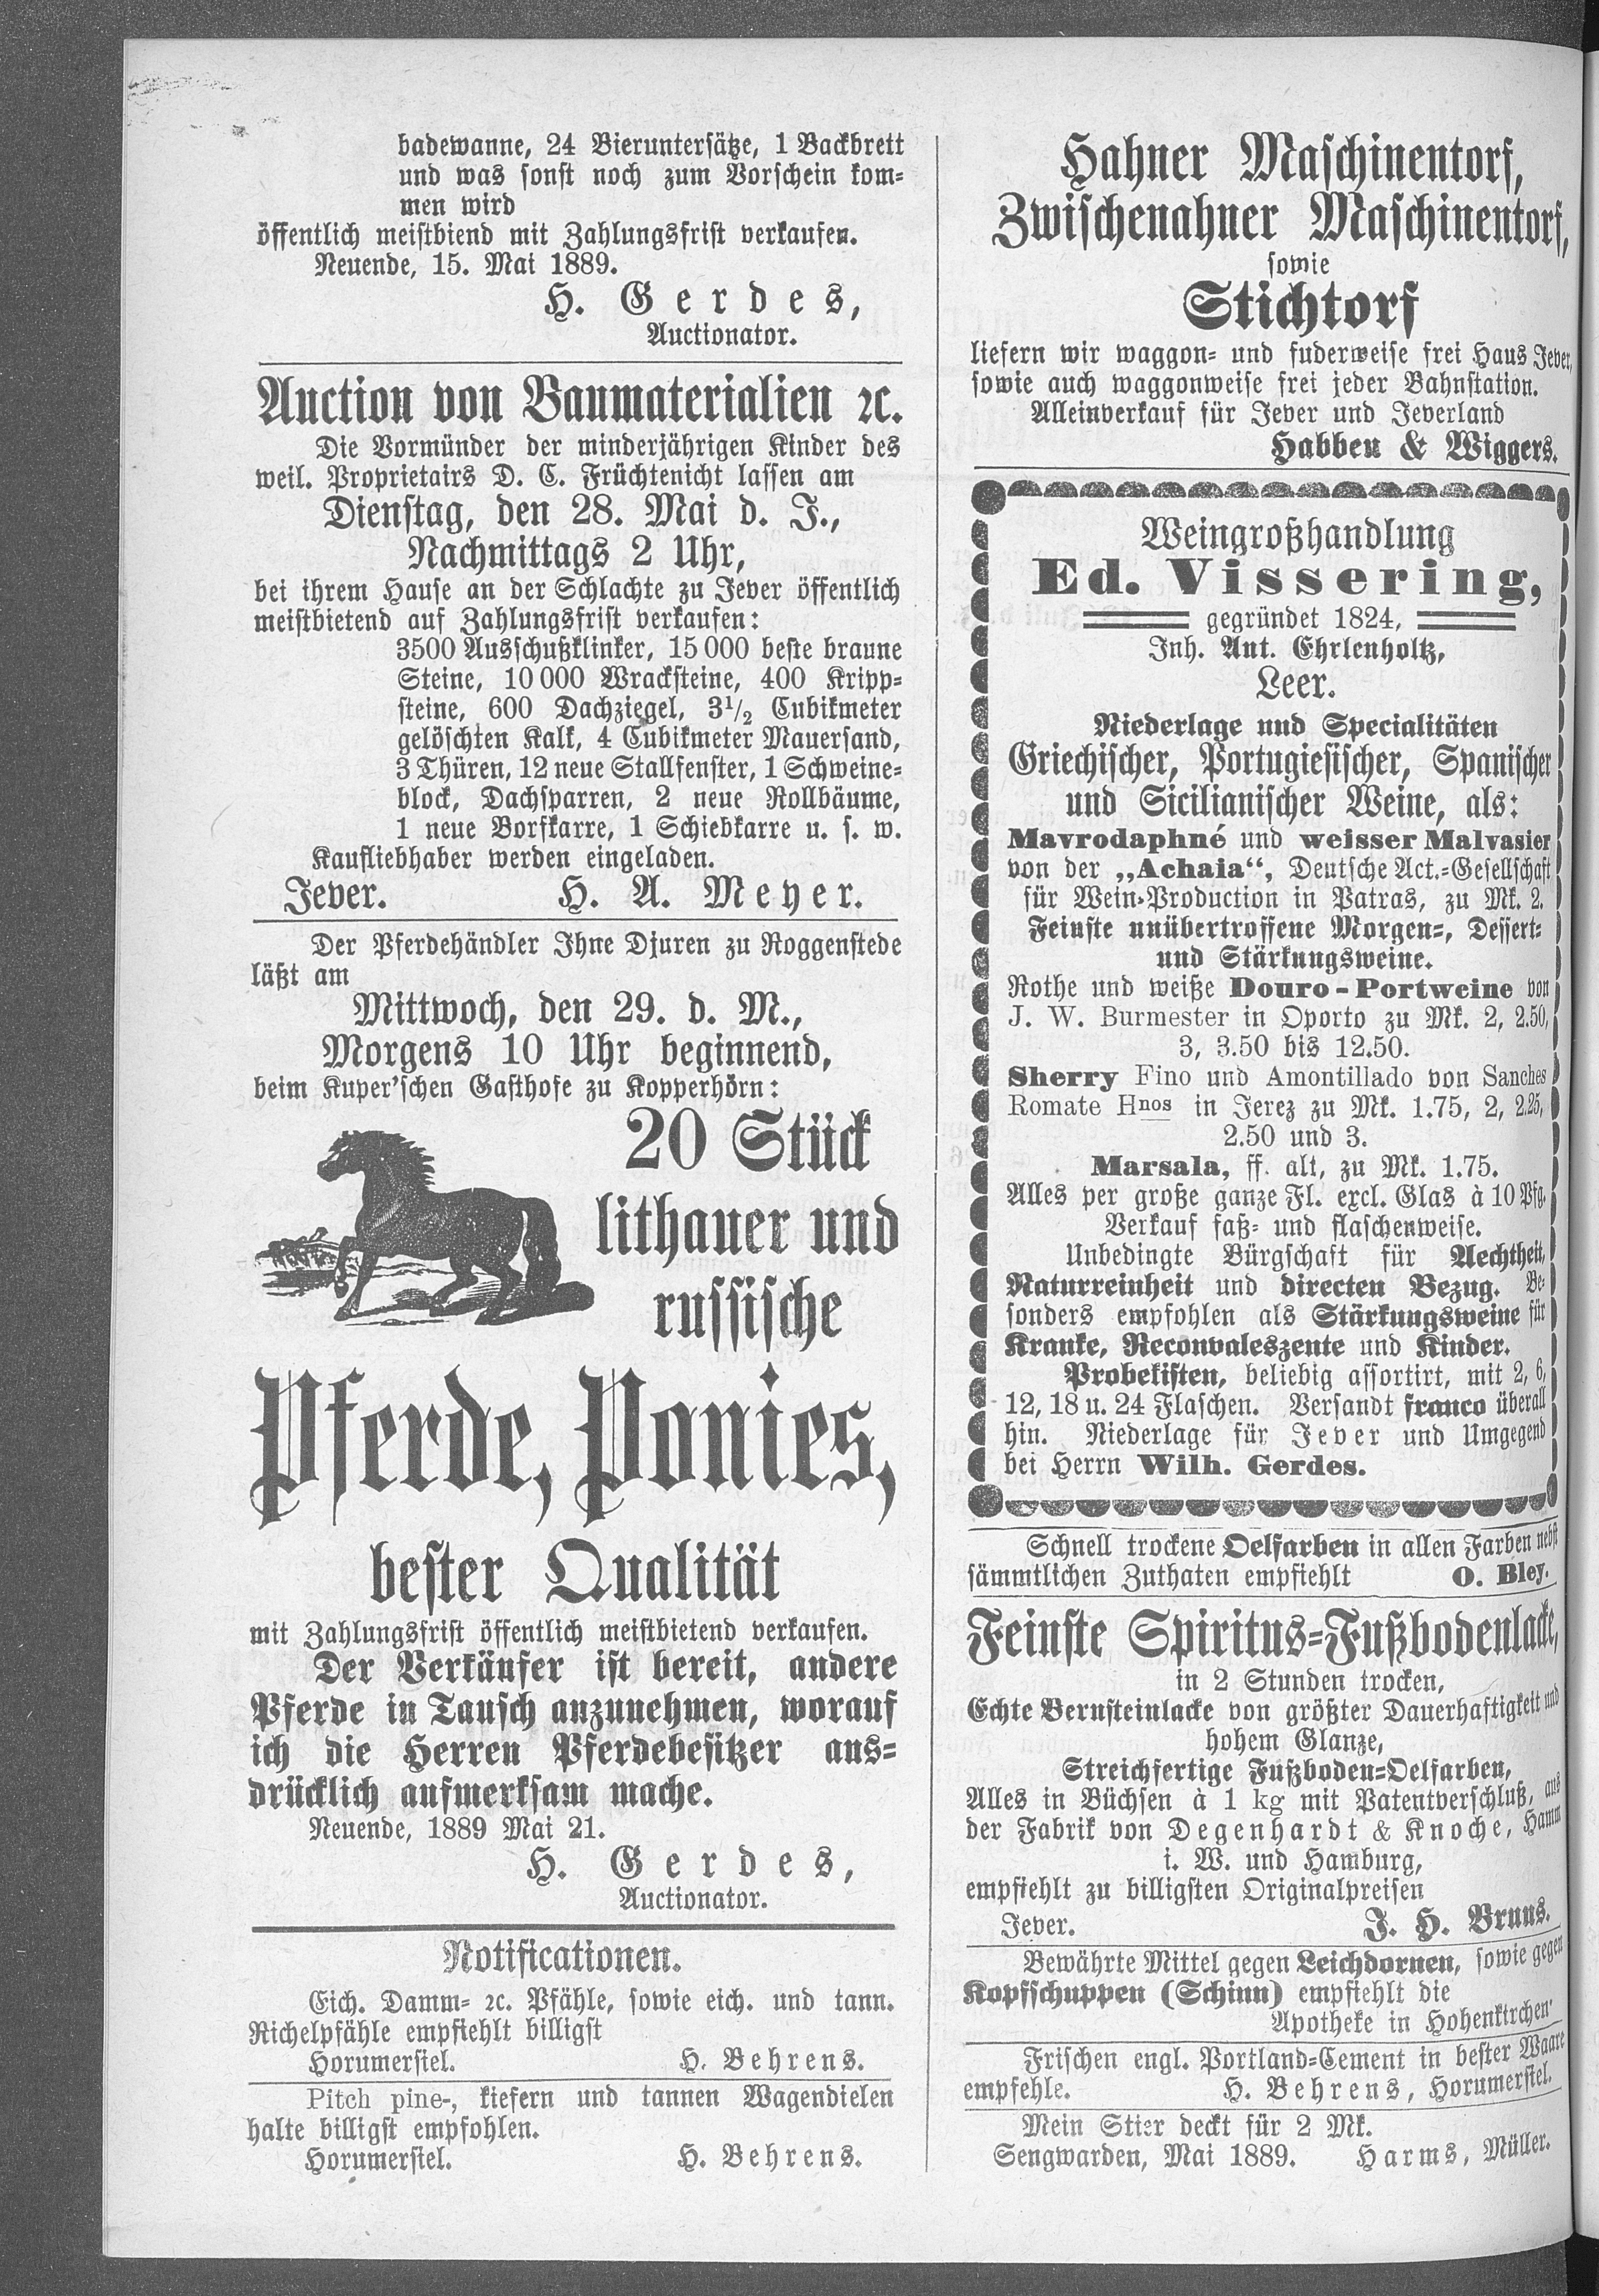 badewanne, 24 Bieruntersätze, 1 Backbrett
und was sonst noch zum Vorschein kom-
men wird
öffentlich meistbiend mit Zahlungsfrist verkaufen.
Neuende, 15. Mai 1889.
H. Gerdes,
Auctionator.
Auction von Baumaterialien ꝛc.
Die Vormünder der minderjährigen Kinder des
weil. Proprietairs D. C. Früchtenicht lassen am
Dienstag, den 28. Mai d. J.,
Nachmittags 2 Uhr,
bei ihrem Hause an der Schlachte zu Jever öffentlich
meistbietend auf Zahlungsfrist verkaufen:
3500 Ausschußklinker, 15 000 beste braune
Steine, 10 000 Wracksteine, 400 Kripp-
steine, 600 Dachziegel, 3½ Cubikmeter
gelöschten Kalk, 4 Cubikmeter Mauersand,
3 Thüren, 12 neue Stallfenster, 1 Schweine-
block, Dachsparren, 2 neue Rollbäume,
1 neue Borfkarre, 1 Schiebkarre u. s. w.
Kaufliebhaber werden eingeladen.
Jever. H. A. Meyer.
Der Pferdehändler Ihne Djuren zu Roggenstede
läßt am
Mittwoch, den 29. d. M.,
Morgens 10 Uhr beginnend,
beim Kuper'schen Gasthofe zu Kopperhörn:
20 Stück
lithauer und
russische
Pferde, Ponies,
bester Qualität
mit Zahlungsfrist öffentlich meistbietend verkaufen.
Der Verkäufer ist bereit, andere
Pferde in Tausch anzunehmen, worauf
ich die Herren Pferdebesitzer aus-
drücklich aufmerksam mache.
Neuende, 1889 Mai 21.
H. Gerdes,
Auctionator.
Notificationen.
Eich. Damm- ꝛc. Pfähle, sowie eich. und tann.
Richelpfähle empfiehlt billigst
Horumersiel. H. Behrens.
Pitch pine-, kiefern und tannen Wagendielen
halte billigst empfohlen.
Horumersiel. H. Behrens.
Hahner Maschinentorf,
Zwischenahner Maschinentorf,
sowie
Stichtorf
liefern wir waggon- und fuderweise frei Haus Jever,
sowie auch waggonweise frei jeder Bahnstation.
Alleinverkauf für Jever und Jeverland
Habben & Wiggers.
Weingroßhandlung
Ed. Vissering,
gegründet 1824,
Inh. Ant. Ehrlenholtz,
Leer.
Niederlage und Specialitäten
Griechischer, Portugiesischer, Spanischer
und Sicilianischer Weine, als:
Mavrodaphné und weisser Malvasier
von der „Achaia“, Deutsche Act.-Gesellschaft
für Wein-Production in Patras, zu Mk. 2.
Feinste unübertroffene Morgen-, Dessert-
und Stärkungsweine.
Rothe und weiße Douro-Portweine von
J. W. Burmester in Oporto zu Mk. 2, 2.50,
3, 3.50 bis 12.50.
Sherry Fino und Amontillado von Sanches
Romate Hnos in Jerez zu Mk. 1.75, 2, 2.25,
2.50 und 3.
Marsala, ff. alt, zu Mk. 1.75.
Alles per große ganze Fl. excl. Glas à 10 Pfg.
Verkauf faß- und flaschenweise.
Unbedingte Bürgschaft für Aechtheit,
Naturreinheit und directen Bezug. Be-
sonders empfohlen als Stärkungsweine für
Kranke, Reconvaleszente und Kinder.
Probekisten, beliebig assortirt, mit 2, 6,
12, 18 u. 24 Flaschen. Versandt franco überall
hin. Niederlage für Jever und Umgegend
bei Herrn Wilh. Gerdes.
Schnell trockene Oelfarben in allen Farben nebst
sämmtlichen Zuthaten empfiehlt O. Bley.
Feinste Spiritus-Fußbodenlacke,
in 2 Stunden trocken,
Echte Bernsteinlacke von größter Dauerhaftigkeit und
hohem Glanze,
Streichfertige Fußboden-Oelfarben,
Alles in Büchsen à 1 kg mit Patentverschluß, aus
der Fabrik von Degenhardt & Knoche, Hamm
i. W. und Hamburg,
empfiehlt zu billigsten Originalpreisen
Jever. J. H. Bruns.
Bewährte Mittel gegen Leichdornen, sowie gegen
Kopfschuppen (Schinn) empfiehlt die
Apotheke in Hohenkirchen.
Frischen engl. Portland-Cement in bester Waare
empfehle. H. Behrens, Horumersiel.
Mein Stier deckt für 2 Mk.
Sengwarden, Mai 1889. Harms, Müller.